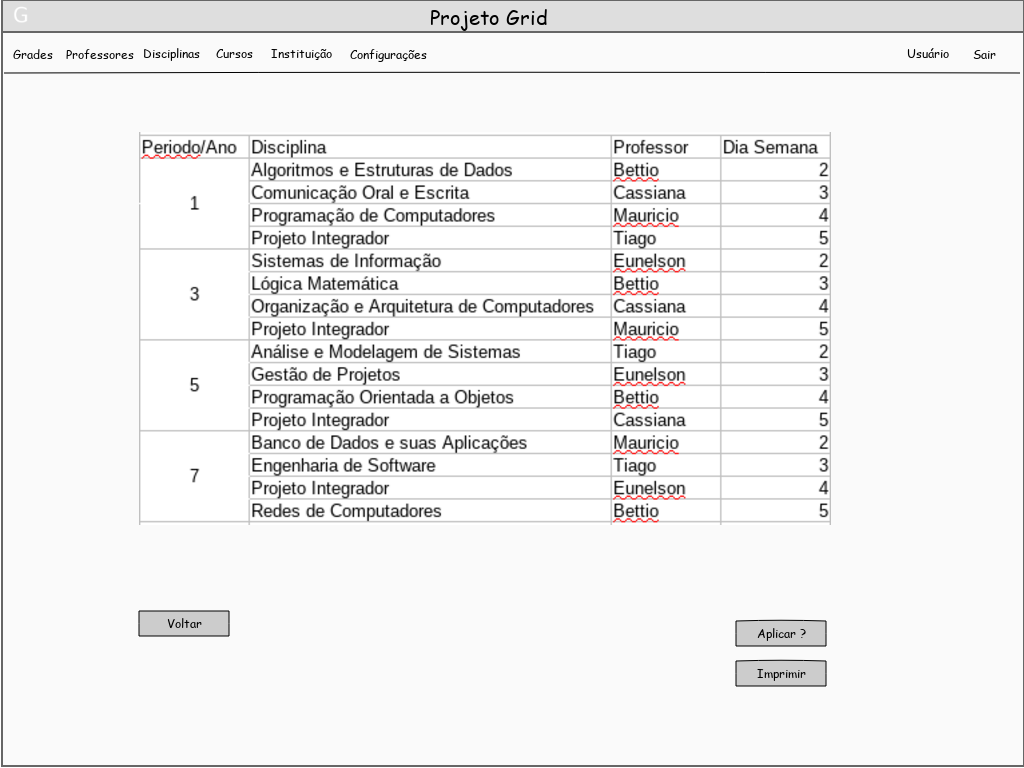 G
Projeto Grid
Grades Professores Disciplinas Cursos Instituição Configurações Usuário Sair
Periodo/Ano Disciplina Professor Dia Semana
Algoritmos e Estruturas de Dados Bettio 2
1 Comunicação Oral e Escrita Cassiana 3
Programação de Computadores Mauricio 4
Projeto Integrador Tiago 5
Sistemas de Informação Eunelson 2
3 Lógica Matemática Bettio 3
Organização e Arquitetura de Computadores Cassiana 4
Projeto Integrador Mauricio 5
Análise e Modelagem de Sistemas Tiago 2
5 Gestão de Projetos Eunelson 3
Programação Orientada a Objetos Bettio 4
Projeto Integrador Cassiana 5
Banco de Dados e suas Aplicações Mauricio 2
7 Engenharia de Software Tiago 3
Projeto Integrador Eunelson 4
Redes de Computadores Bettio 5
Voltar
Aplicar ?
Imprimir